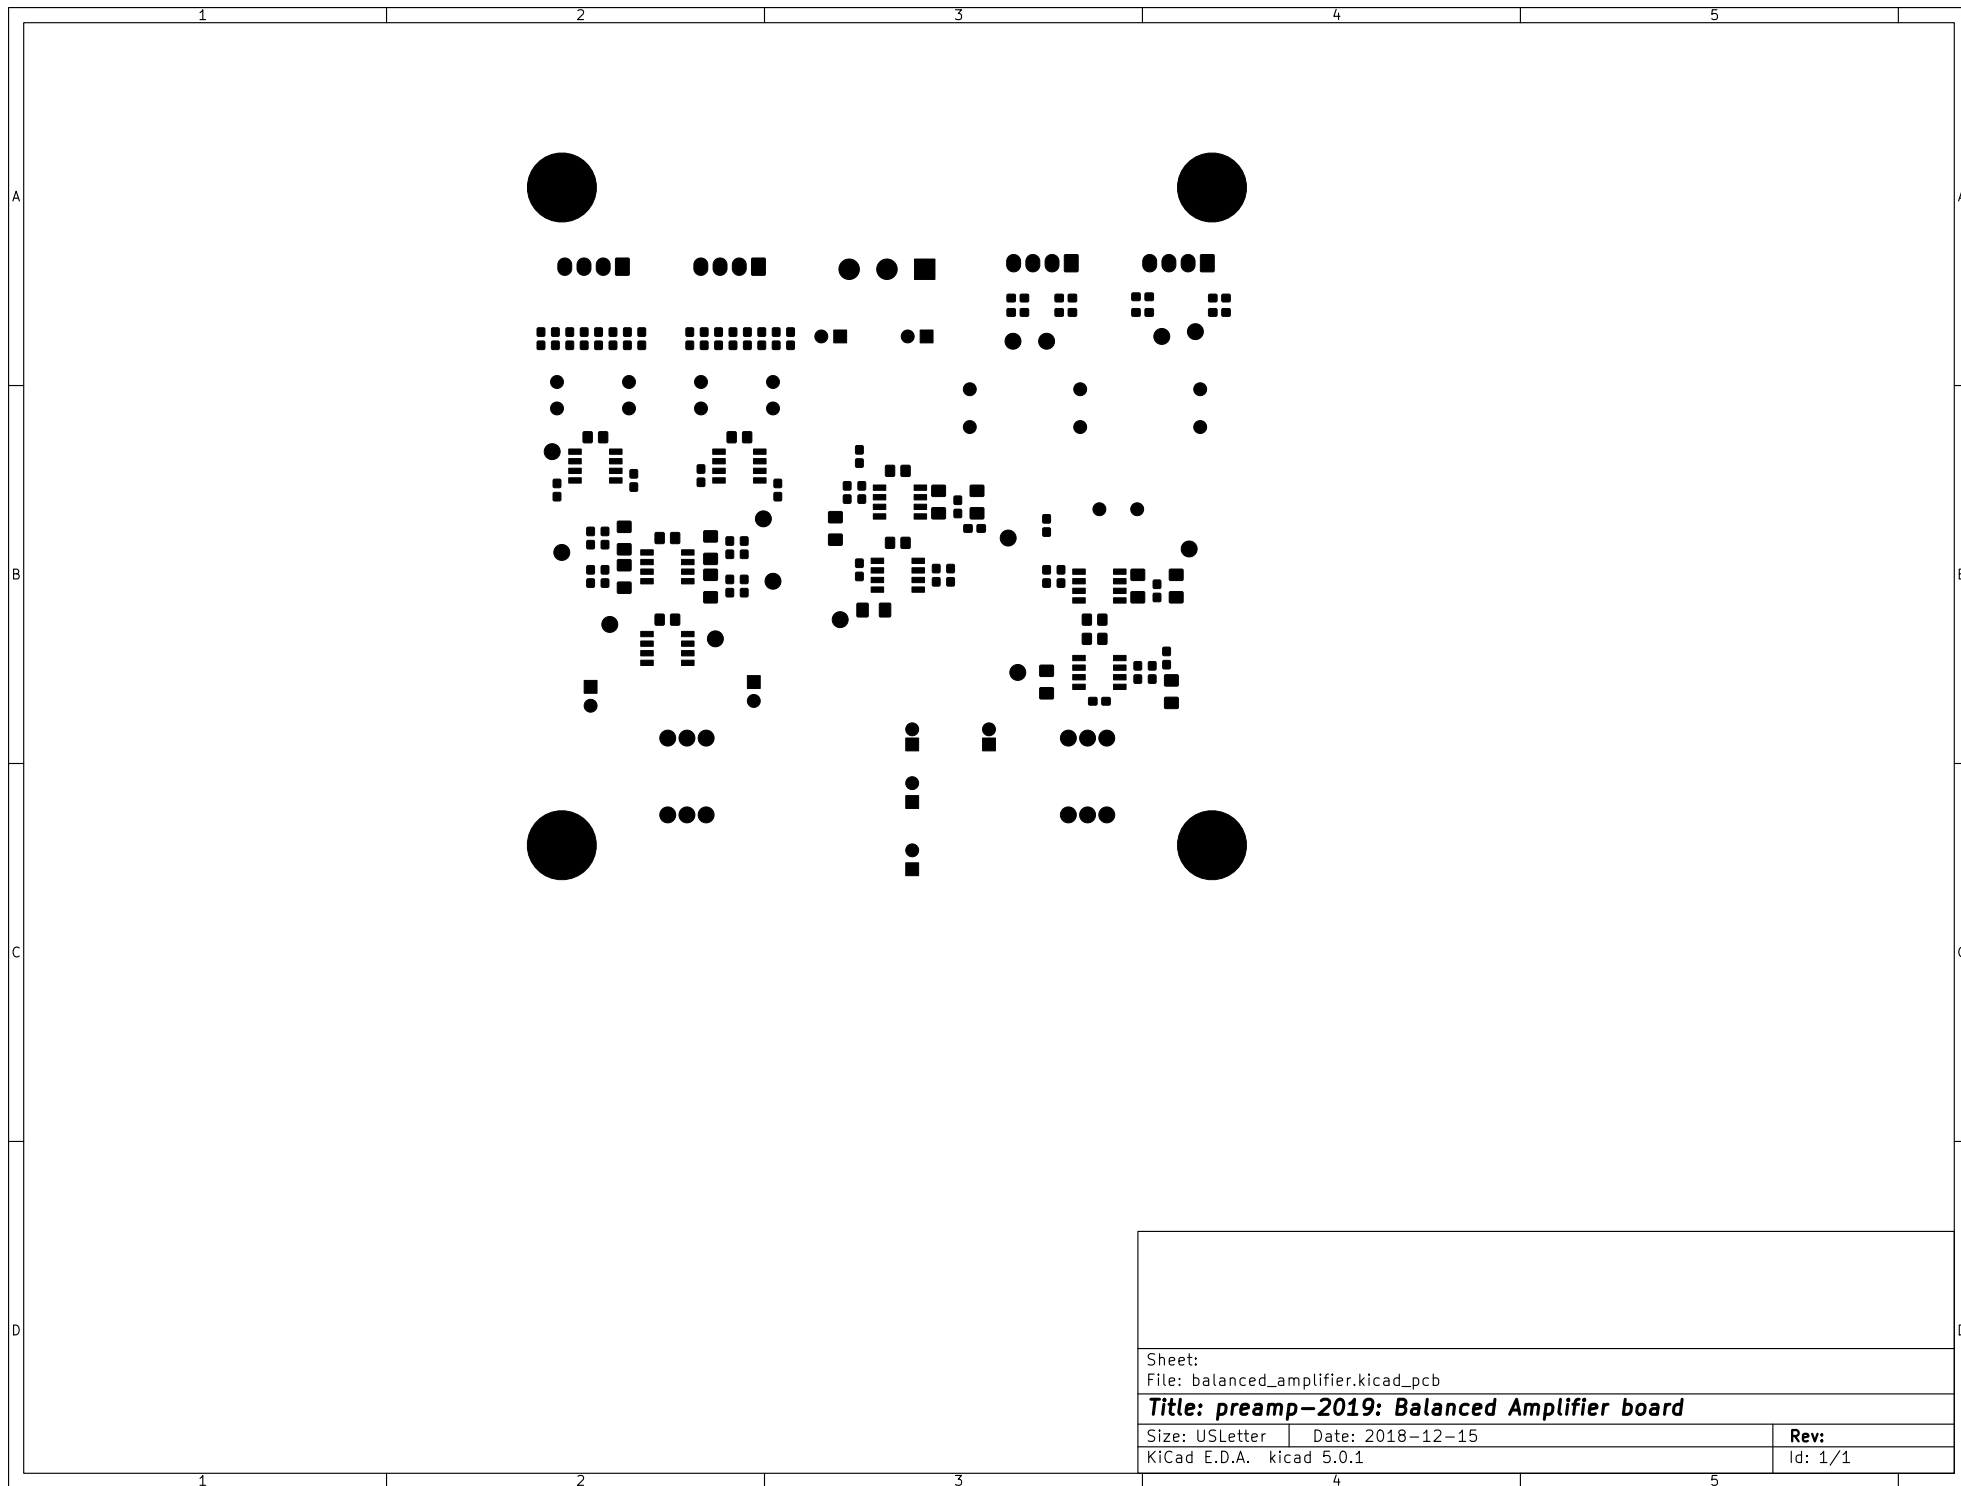 1 2 3 4 5
A A
B B
C C
D D
Sheet:
File: balanced_amplifier.kicad_pcb
Title: preamp-2019: Balanced Amplifier board
Size: USLetter Date: 2018-12-15 Rev:
KiCad E.D.A. kicad 5.0.1 Id: 1/1
1 2 3 4 5